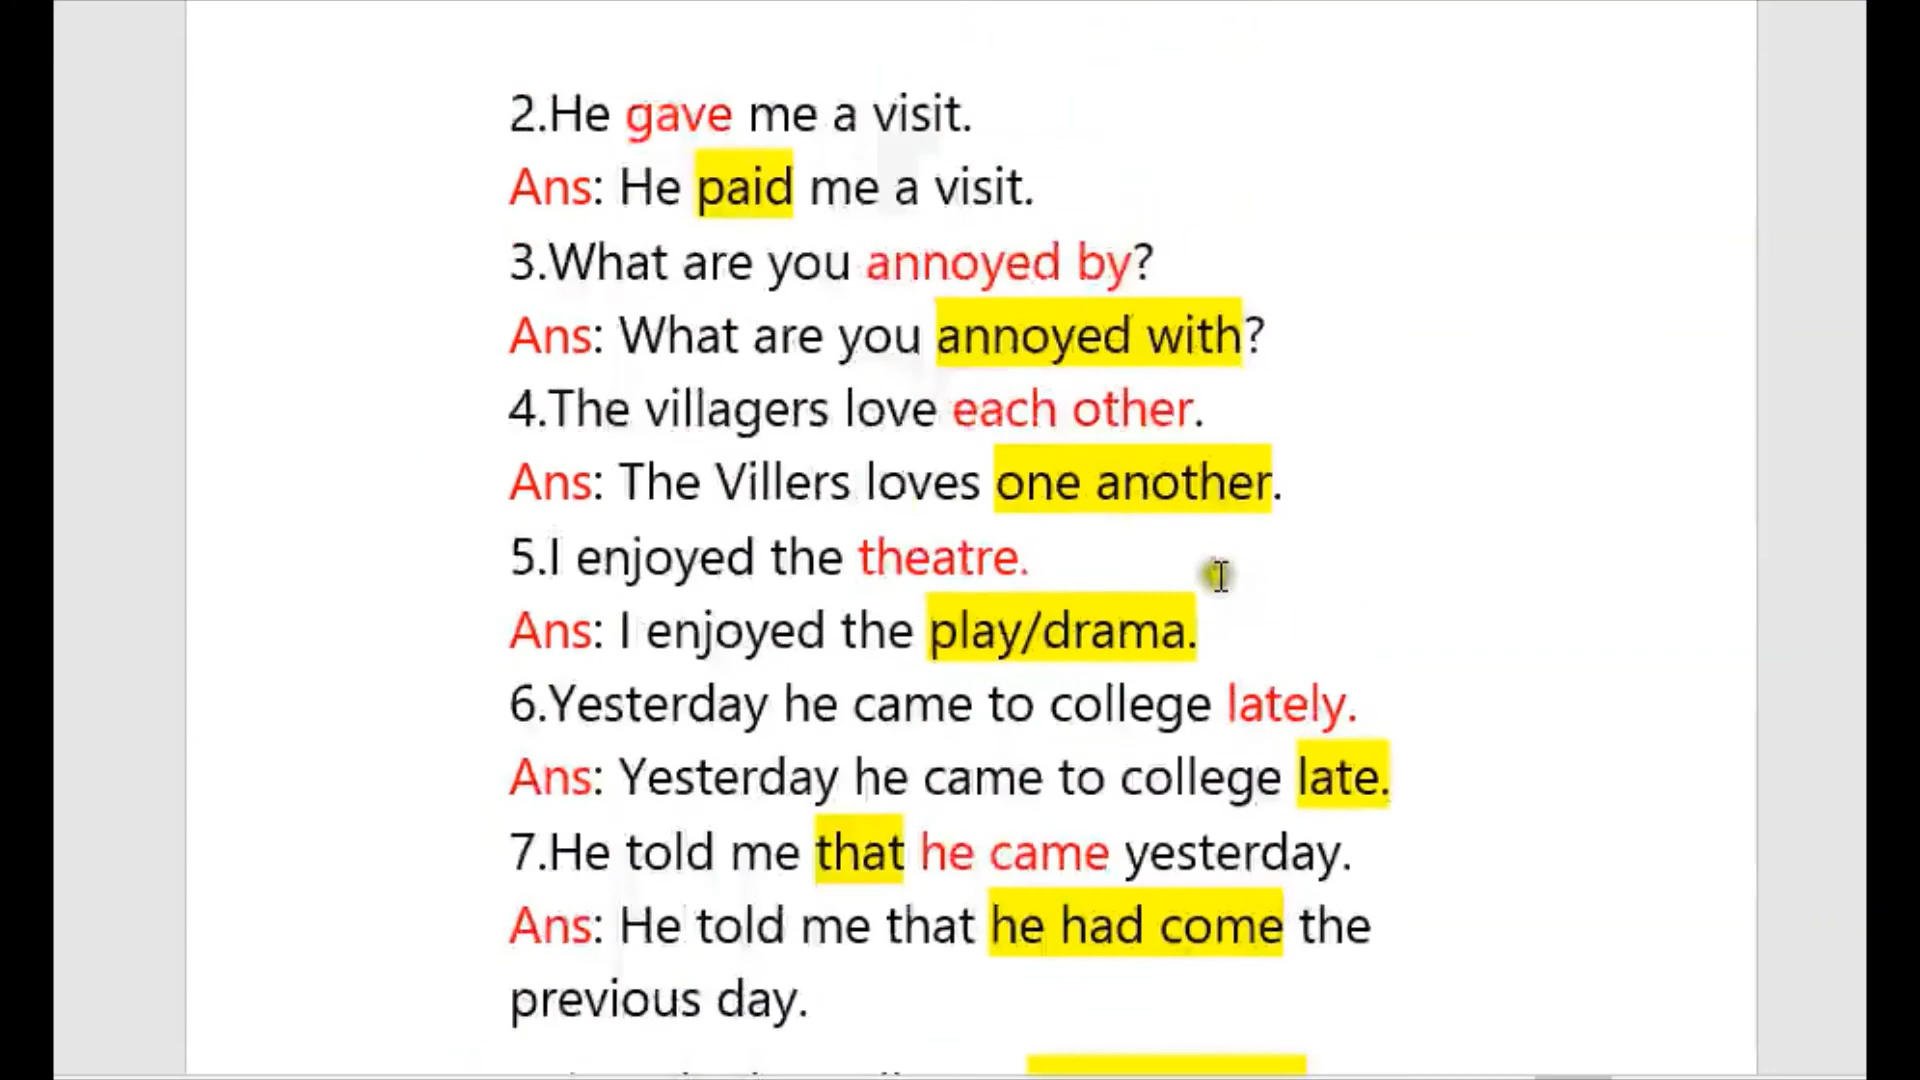 2.He gave me a visit.
Ans: He paid me a visit.
3.What are you annoyed by?
Ans: What are you annoyed with?
4.The villagers love each other.
Ans: The Villers loves one another.
5.I enjoyed the theatre.
Ans: I enjoyed the play/drama.
6.Yesterday he came to college lately.
Ans: Yesterday he came to college late.
7.He told me that he came yesterday.
Ans: He told me that he had come the
previous day.